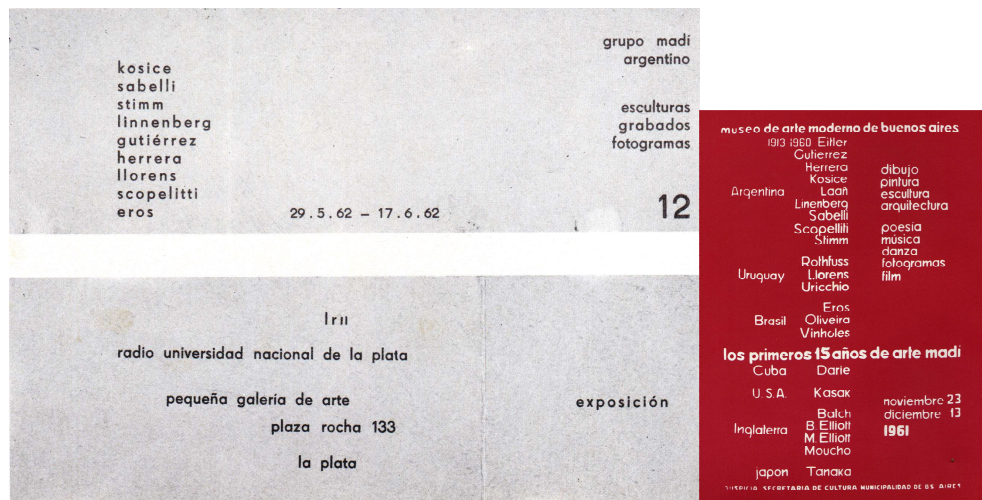 kosice
sabelli
stimm
linnenberg
gutiérrez
herrera
llorens
scopelitti
eros
29.5.62 – 17.6.62
grupo madí
argentino
esculturas
grabados
fotogramas
12
lr11
radio universidad nacional de la plata
pequeña galería de arte
plaza rocha 133
la plata
exposición
museo de arte moderno de buenos aires
1913 1960 Eitler
Gutierrez
Herrera
Kosice
Argentina Laañ
Linenberg
Sabelli
Scopelliti
Stimm
Rothfuss
Uruguay Llorens
Uricchio
Eros
Brasil Oliveira
Vinholes
dibujo
pintura
escultura
arquitectura
poesía
música
danza
fotogramas
film
los primeros 15 años de arte madí
Cuba Darie
U.S.A. Kasak
Balch
Inglaterra B. Elliott
M. Elliott
Moucho
japon Tanaka
noviembre 23
diciembre 13
1961
SECRETARIA DE CULTURA MUNICIPALIDAD DE BS. AIRES